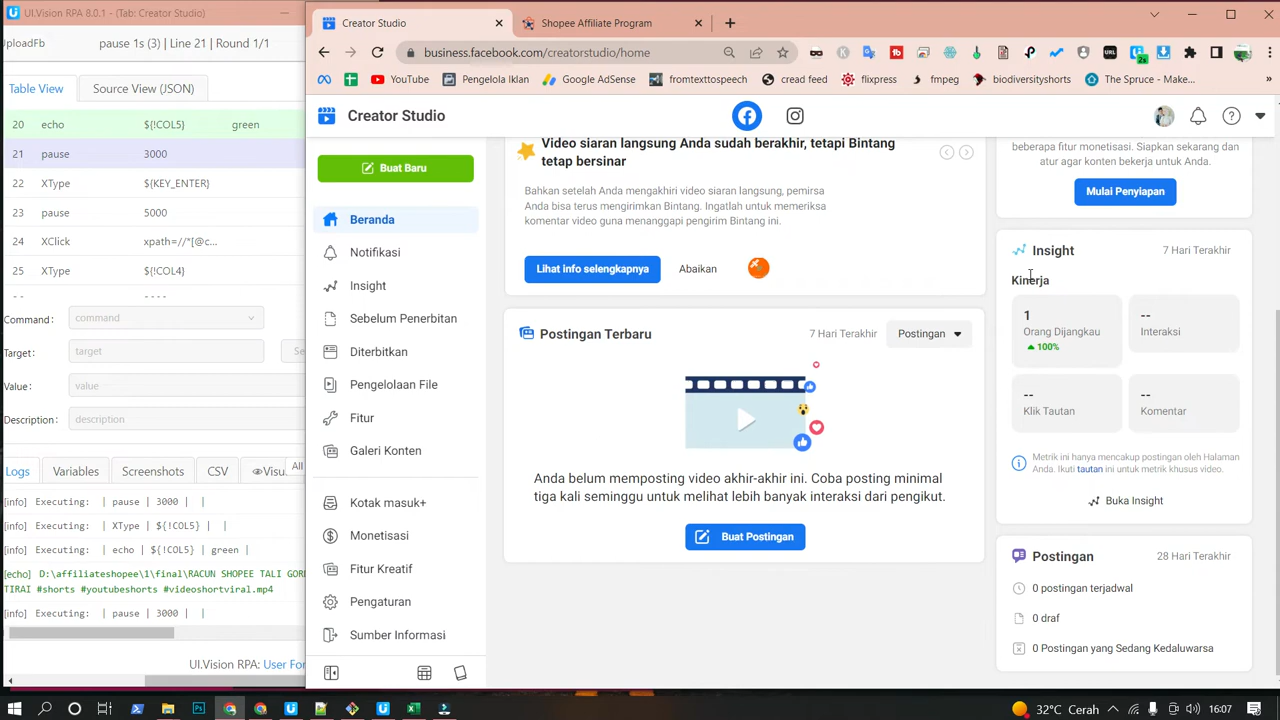 UI.Vision RPA 8.0.1 - (Tab: Creator Studio)
UploadFb
pause 1s (3) | Line 21 | Round 1/1
Table View
Source View (JSON)
20 echo ${!COL5} green
21 pause 3000
22 XType ${KEY_ENTER}
23 pause 5000
24 XClick xpath=//*[@c...
25 XType ${!COL4}
Command: command
Target: target
Value: value
Description: description
Logs
Variables
Screenshots
CSV
Visu
All
[info] Executing: | pause | 3000 | |
[info] Executing: | XType | ${!COL5} | |
[info] Executing: | echo | ${!COL5} | green |
[echo] D:\affiliateshopee\1\final\RACUN SHOPEE TALI GOR
TIRAI #shorts #youtubeshorts #videoshortviral.mp4
[info] Executing: | pause | 3000 | |
UI.Vision RPA: User For
Creator Studio
Shopee Affiliate Program
business.facebook.com/creatorstudio/home
YouTube
Pengelola Iklan
Google AdSense
fromtexttospeech
cread feed
flixpress
fmpeg
biodiversityshorts
The Spruce - Make...
Creator Studio
Buat Baru
Beranda
Notifikasi
Insight
Sebelum Penerbitan
Diterbitkan
Pengelolaan File
Fitur
Galeri Konten
Kotak masuk+
Monetisasi
Fitur Kreatif
Pengaturan
Sumber Informasi
Video siaran langsung Anda sudah berakhir, tetapi Bintang
tetap bersinar
Bahkan setelah Anda mengakhiri video siaran langsung, pemirsa
Anda bisa terus mengirimkan Bintang. Ingatlah untuk memeriksa
komentar video guna menanggapi pengirim Bintang ini.
Lihat info selengkapnya
Abaikan
Postingan Terbaru
7 Hari Terakhir
Postingan
Anda belum memposting video akhir-akhir ini. Coba posting minimal
tiga kali seminggu untuk melihat lebih banyak interaksi dari pengikut.
Buat Postingan
beberapa fitur monetisasi. Siapkan sekarang dan
atur agar konten bekerja untuk Anda.
Mulai Penyiapan
Insight
7 Hari Terakhir
Kinerja
1
Orang Dijangkau
100%
--
Interaksi
--
Klik Tautan
--
Komentar
Metrik ini hanya mencakup postingan oleh Halaman
Anda. Ikuti tautan ini untuk metrik khusus video.
Buka Insight
Postingan
28 Hari Terakhir
0 postingan terjadwal
0 draf
0 Postingan yang Sedang Kedaluwarsa
32°C Cerah
16:07